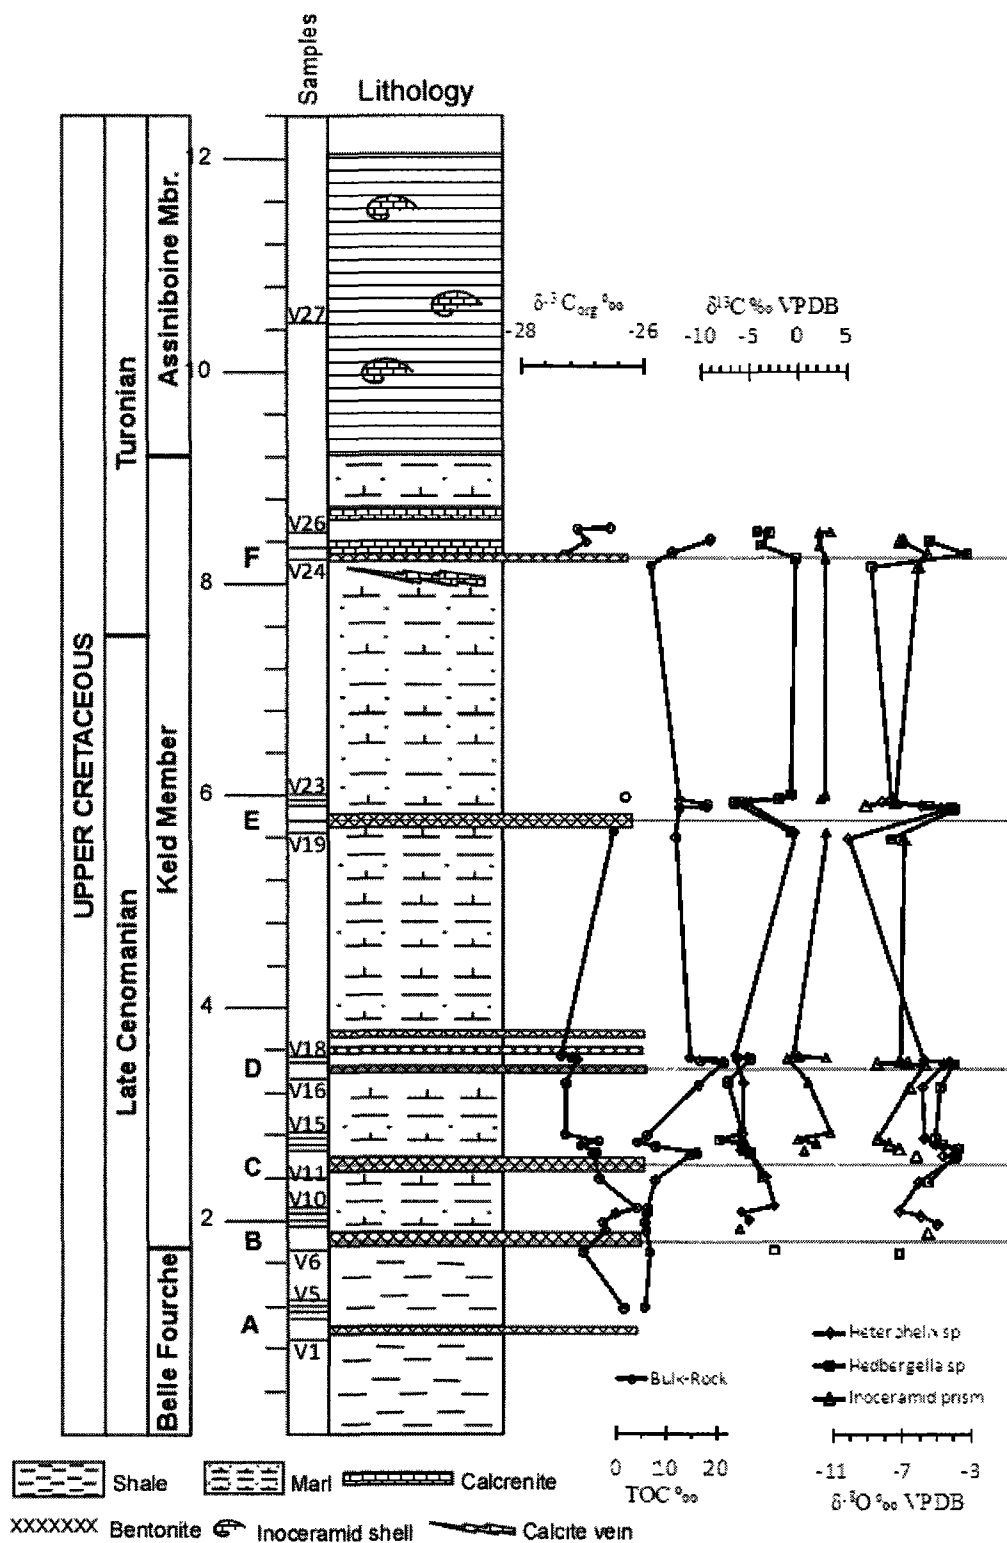 Samples
Lithology
UPPER CRETACEOUS
Turonian
Late Cenomanian
Assiniboine Mbr.
Keld Member
Belle Fourche
12
10
8
6
4
2
V27
V26
V24
V23
V19
V18
V16
V15
V11
V10
V6
V5
V1
F
E
D
C
B
A
δ13 Corg ‰
-28 -26
δ13C ‰ VPDB
-10 -5 0 5
Heterohelix sp
Hedbergella sp
Inoceramid prism
Bulk-Rock
0 10 20
TOC ‰
-11 -7 -3
δ18O ‰ VPDB
Shale
Marl
Calcrenite
Bentonite
Inoceramid shell
Calcite vein